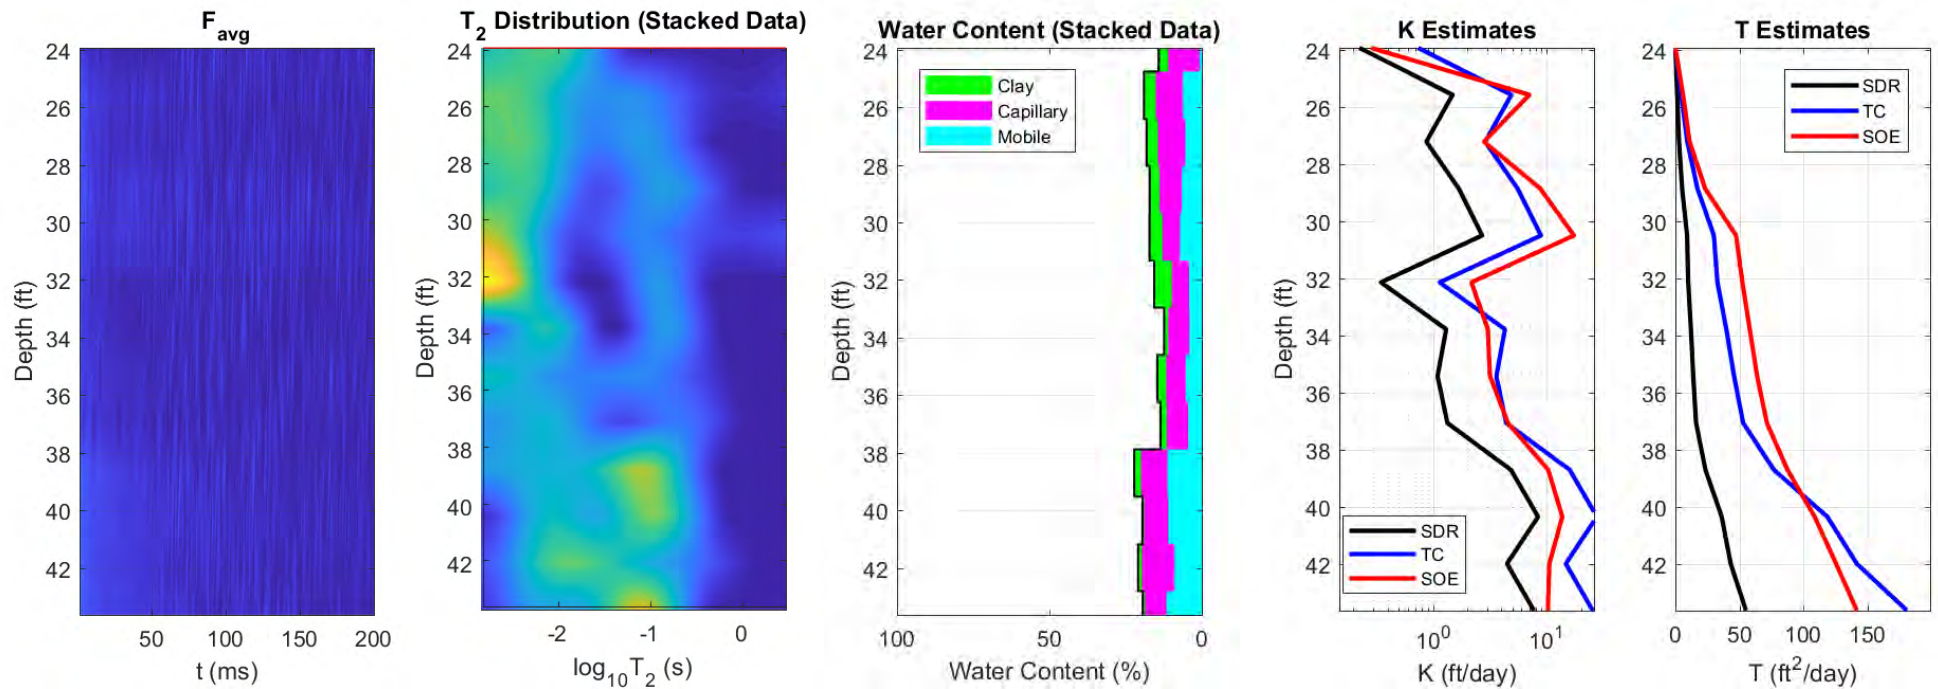 F_avg
Depth (ft)
24
26
28
30
32
34
36
38
40
42
50 100 150 200
t (ms)
T_2 Distribution (Stacked Data)
Depth (ft)
24
26
28
30
32
34
36
38
40
42
-2 -1 0
log_10T_2 (s)
Water Content (Stacked Data)
Depth (ft)
24
26
28
30
32
34
36
38
40
42
Clay
Capillary
Mobile
100 50 0
Water Content (%)
K Estimates
Depth (ft)
24
26
28
30
32
34
36
38
40
42
SDR
TC
SOE
10^0 10^1
K (ft/day)
T Estimates
24
26
28
30
32
34
36
38
40
42
SDR
TC
SOE
0 50 100 150
T (ft^2/day)